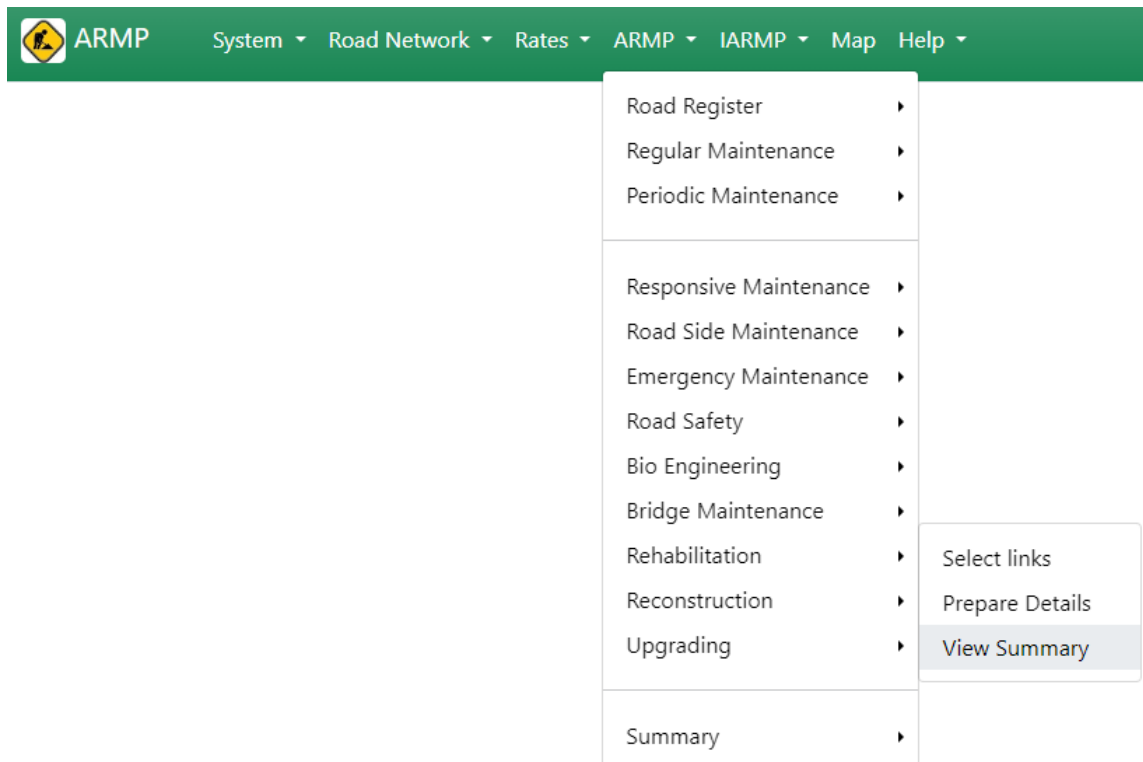 ARMP System Road Network Rates ARMP IARMP Map Help
Road Register
Regular Maintenance
Periodic Maintenance
Responsive Maintenance
Road Side Maintenance
Emergency Maintenance
Road Safety
Bio Engineering
Bridge Maintenance
Rehabilitation
Reconstruction
Upgrading
Summary
Select links
Prepare Details
View Summary